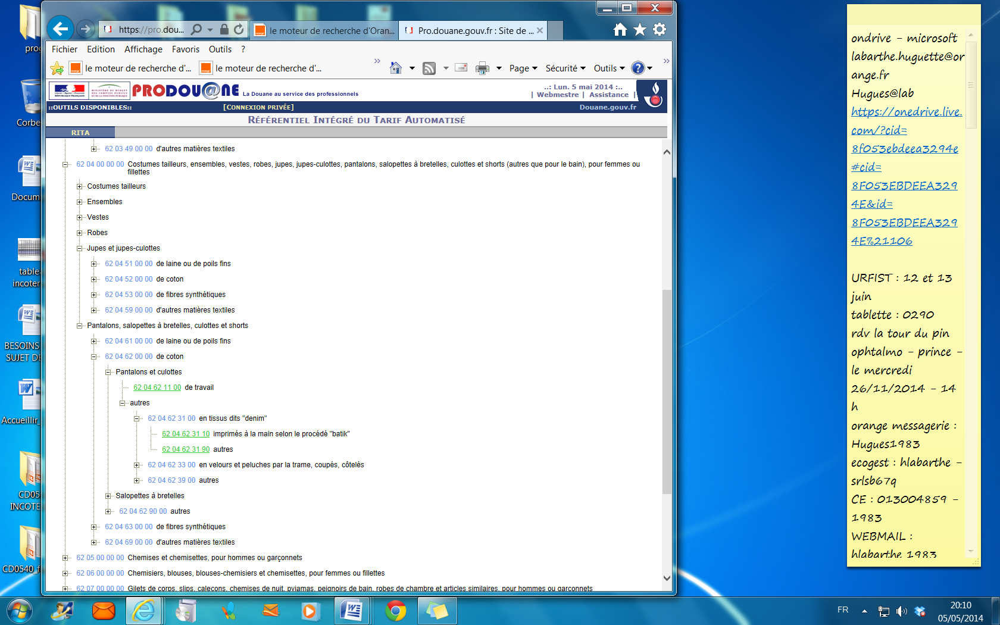 https://pro.dou...
le moteur de recherche d'Oran...
Pro.douane.gouv.fr : Site de ...
Fichier Edition Affichage Favoris Outils ?
le moteur de recherche d'... le moteur de recherche d'...
Page Sécurité Outils
PRODOU@NE La Douane au service des professionnels
..: Lun. 5 mai 2014 :..
| Webmestre | Assistance |
::OUTILS DISPONIBLES:: [CONNEXION PRIVÉE] Douane.gouv.fr
RÉFÉRENTIEL INTÉGRÉ DU TARIF AUTOMATISÉ
RITA
62 03 49 00 00 d'autres matières textiles
62 04 00 00 00 Costumes tailleurs, ensembles, vestes, robes, jupes, jupes-culottes, pantalons, salopettes à bretelles, culottes et shorts (autres que pour le bain), pour femmes ou
fillettes
Costumes tailleurs
Ensembles
Vestes
Robes
Jupes et jupes-culottes
62 04 51 00 00 de laine ou de poils fins
62 04 52 00 00 de coton
62 04 53 00 00 de fibres synthétiques
62 04 59 00 00 d'autres matières textiles
Pantalons, salopettes à bretelles, culottes et shorts
62 04 61 00 00 de laine ou de poils fins
62 04 62 00 00 de coton
Pantalons et culottes
62 04 62 11 00 de travail
autres
62 04 62 31 00 en tissus dits "denim"
62 04 62 31 10 imprimés à la main selon le procédé "batik"
62 04 62 31 90 autres
62 04 62 33 00 en velours et peluches par la trame, coupés, côtelés
62 04 62 39 00 autres
Salopettes à bretelles
62 04 62 90 00 autres
62 04 63 00 00 de fibres synthétiques
62 04 69 00 00 d'autres matières textiles
62 05 00 00 00 Chemises et chemisettes, pour hommes ou garçonnets
62 06 00 00 00 Chemisiers, blouses, blouses-chemisiers et chemisettes, pour femmes ou fillettes
62 07 00 00 00 Gilets de corps, slips, caleçons, chemises de nuit, pyjamas, peignoirs de bain, robes de chambre et articles similaires, pour hommes ou garçonnets
ondrive - microsoft
labarthe.huguette@or
ange.fr
Hugues@lab
https://onedrive.live.
com/?cid=
8f053ebdeea3294e
#cid=
8F053EBDEEA329
4E&id=
8F053EBDEEA329
4E%21106
URFIST : 12 et 13
juin
tablette : 0290
rdv la tour du pin
ophtalmo - prince -
le mercredi
26/11/2014 - 14
h
orange messagerie :
Hugues1983
ecogest : hlabarthe -
srlsb67q
CE : 013004859 -
1983
WEBMAIL :
hlabarthe 1983
prog
Corbe
Docum
table
incoter
BESOINS
SUJET DE
Accueillir_
CD05
INCOTE
CD0540_f
FR
20:10
05/05/2014